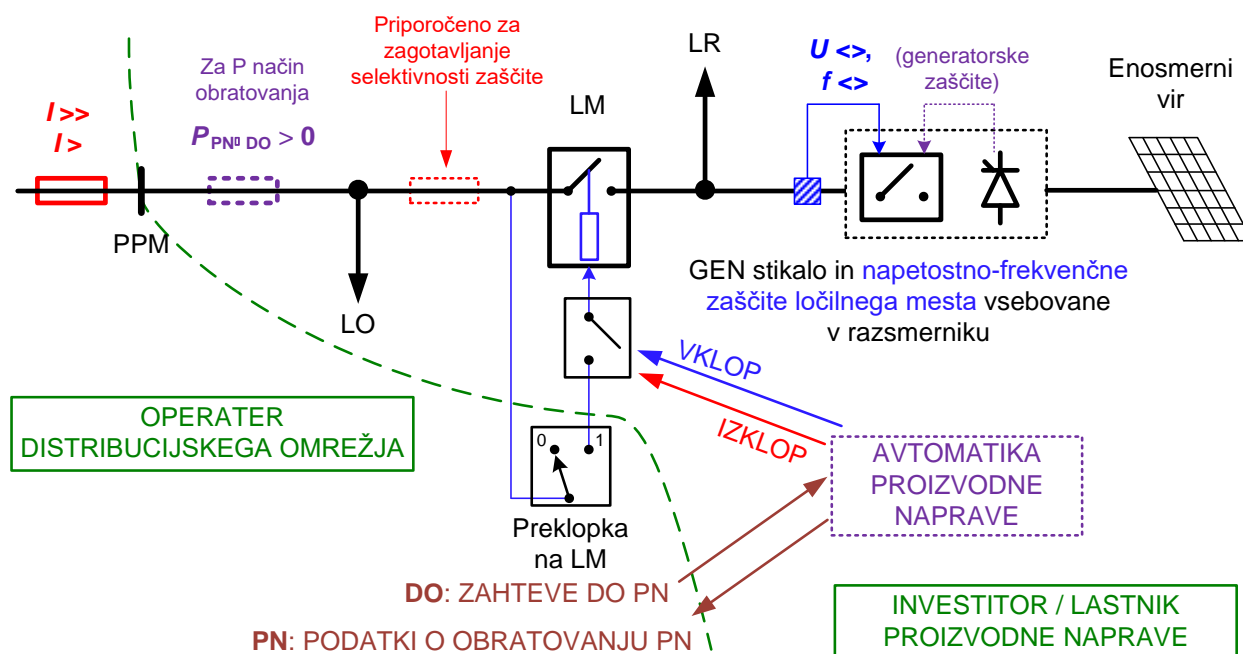 I >>
I >
Za P način
obratovanja
PPN⁰ DO > 0
Priporočeno za
zagotavljanje
selektivnosti zaščite
LM
LR
U <>,
f <>
(generatorske
zaščite)
Enosmerni
vir
PPM
LO
GEN stikalo in napetostno-frekvenčne
zaščite ločilnega mesta vsebovane
v razsmerniku
VKLOP
IZKLOP
OPERATER
DISTRIBUCIJSKEGA OMREŽJA
0 1
Preklopka
na LM
AVTOMATIKA
PROIZVODNE
NAPRAVE
DO: ZAHTEVE DO PN
PN: PODATKI O OBRATOVANJU PN
INVESTITOR / LASTNIK
PROIZVODNE NAPRAVE